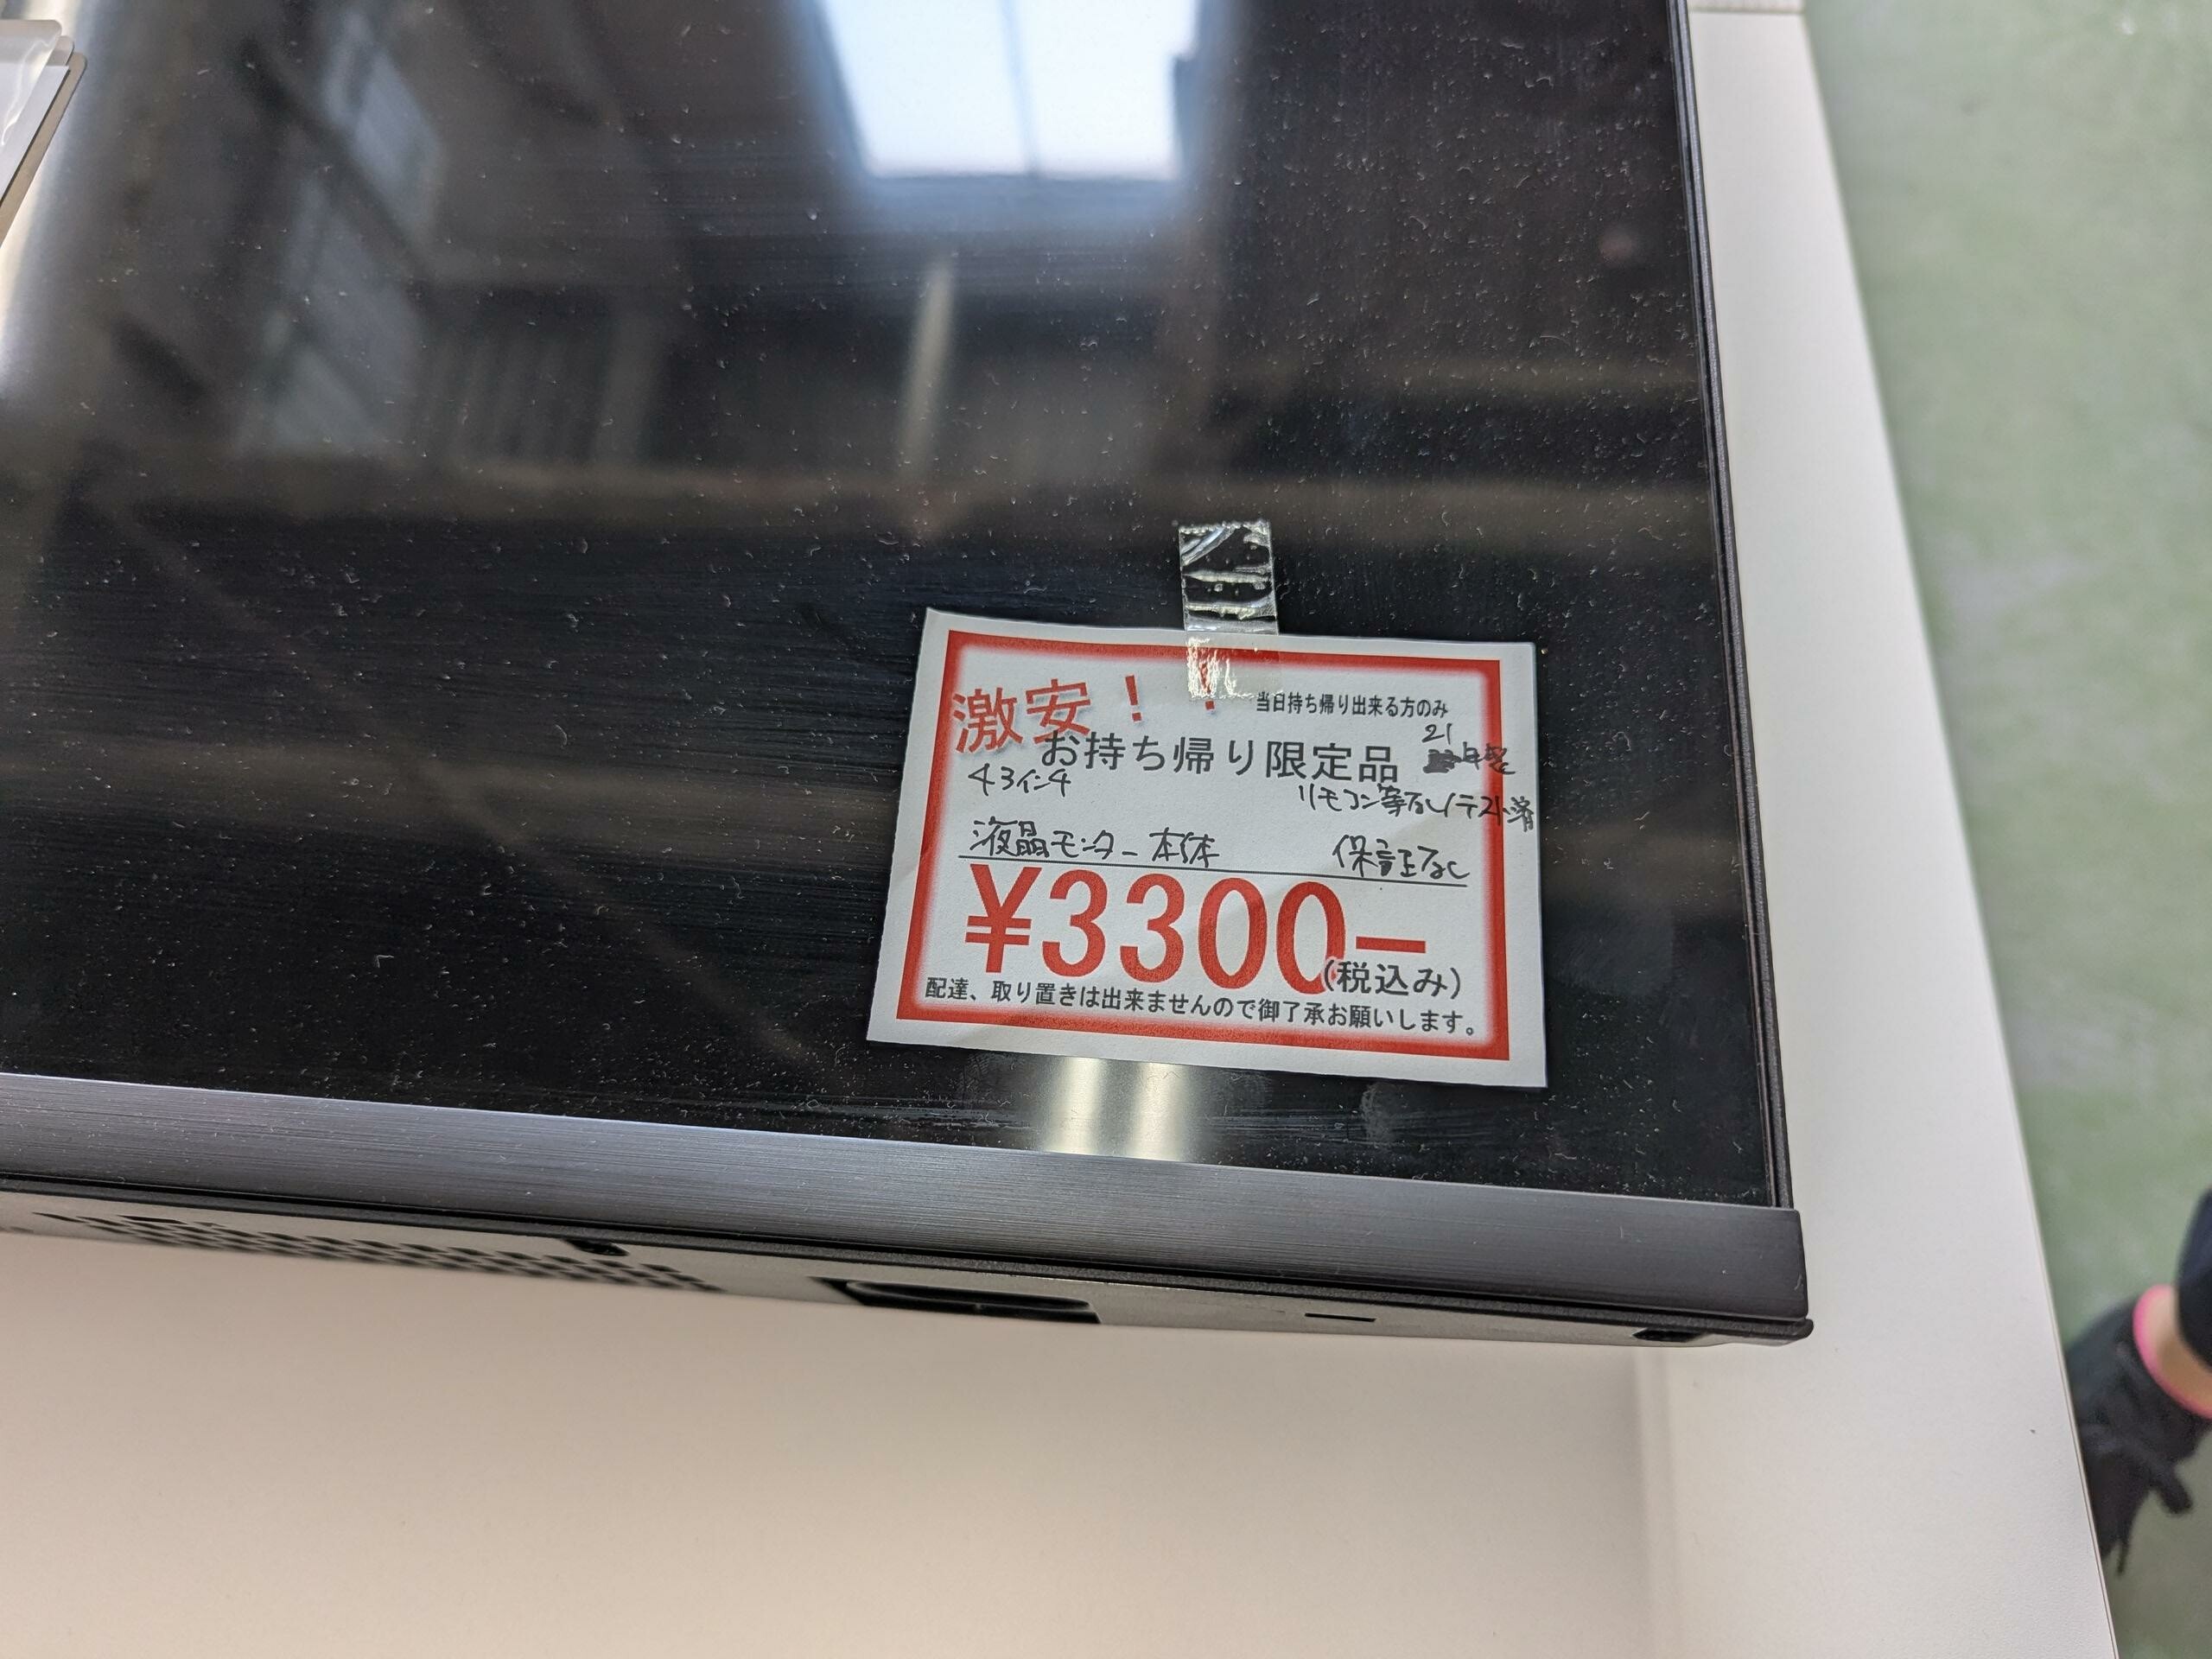 激安！！
当日持ち帰り出来る方のみ
お持ち帰り限定品
21
年製
43インチ
リモコン等なし/テスト済
液晶モニター本体 保証なし
¥3300-
(税込み)
配達、取り置きは出来ませんので御了承お願いします。